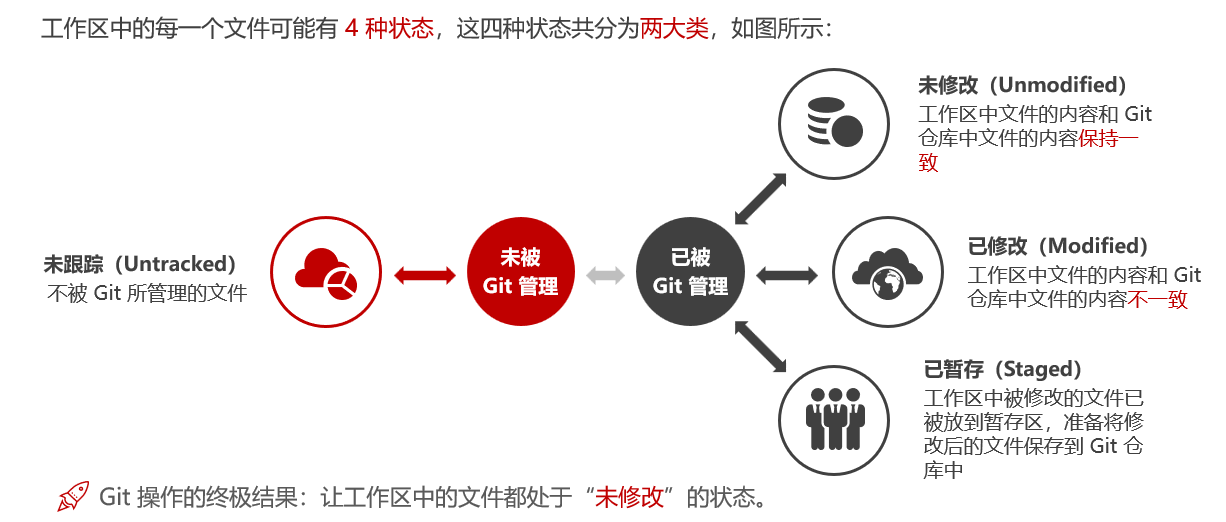 工作区中的每一个文件可能有 4 种状态，这四种状态共分为两大类，如图所示：
未修改（Unmodified）
工作区中文件的内容和 Git
仓库中文件的内容保持一
致
未跟踪（Untracked）
不被 Git 所管理的文件
未被
Git 管理
已被
Git 管理
已修改（Modified）
工作区中文件的内容和 Git
仓库中文件的内容不一致
已暂存（Staged）
工作区中被修改的文件已
被放到暂存区，准备将修
改后的文件保存到 Git 仓
库中
Git 操作的终极结果：让工作区中的文件都处于“未修改”的状态。